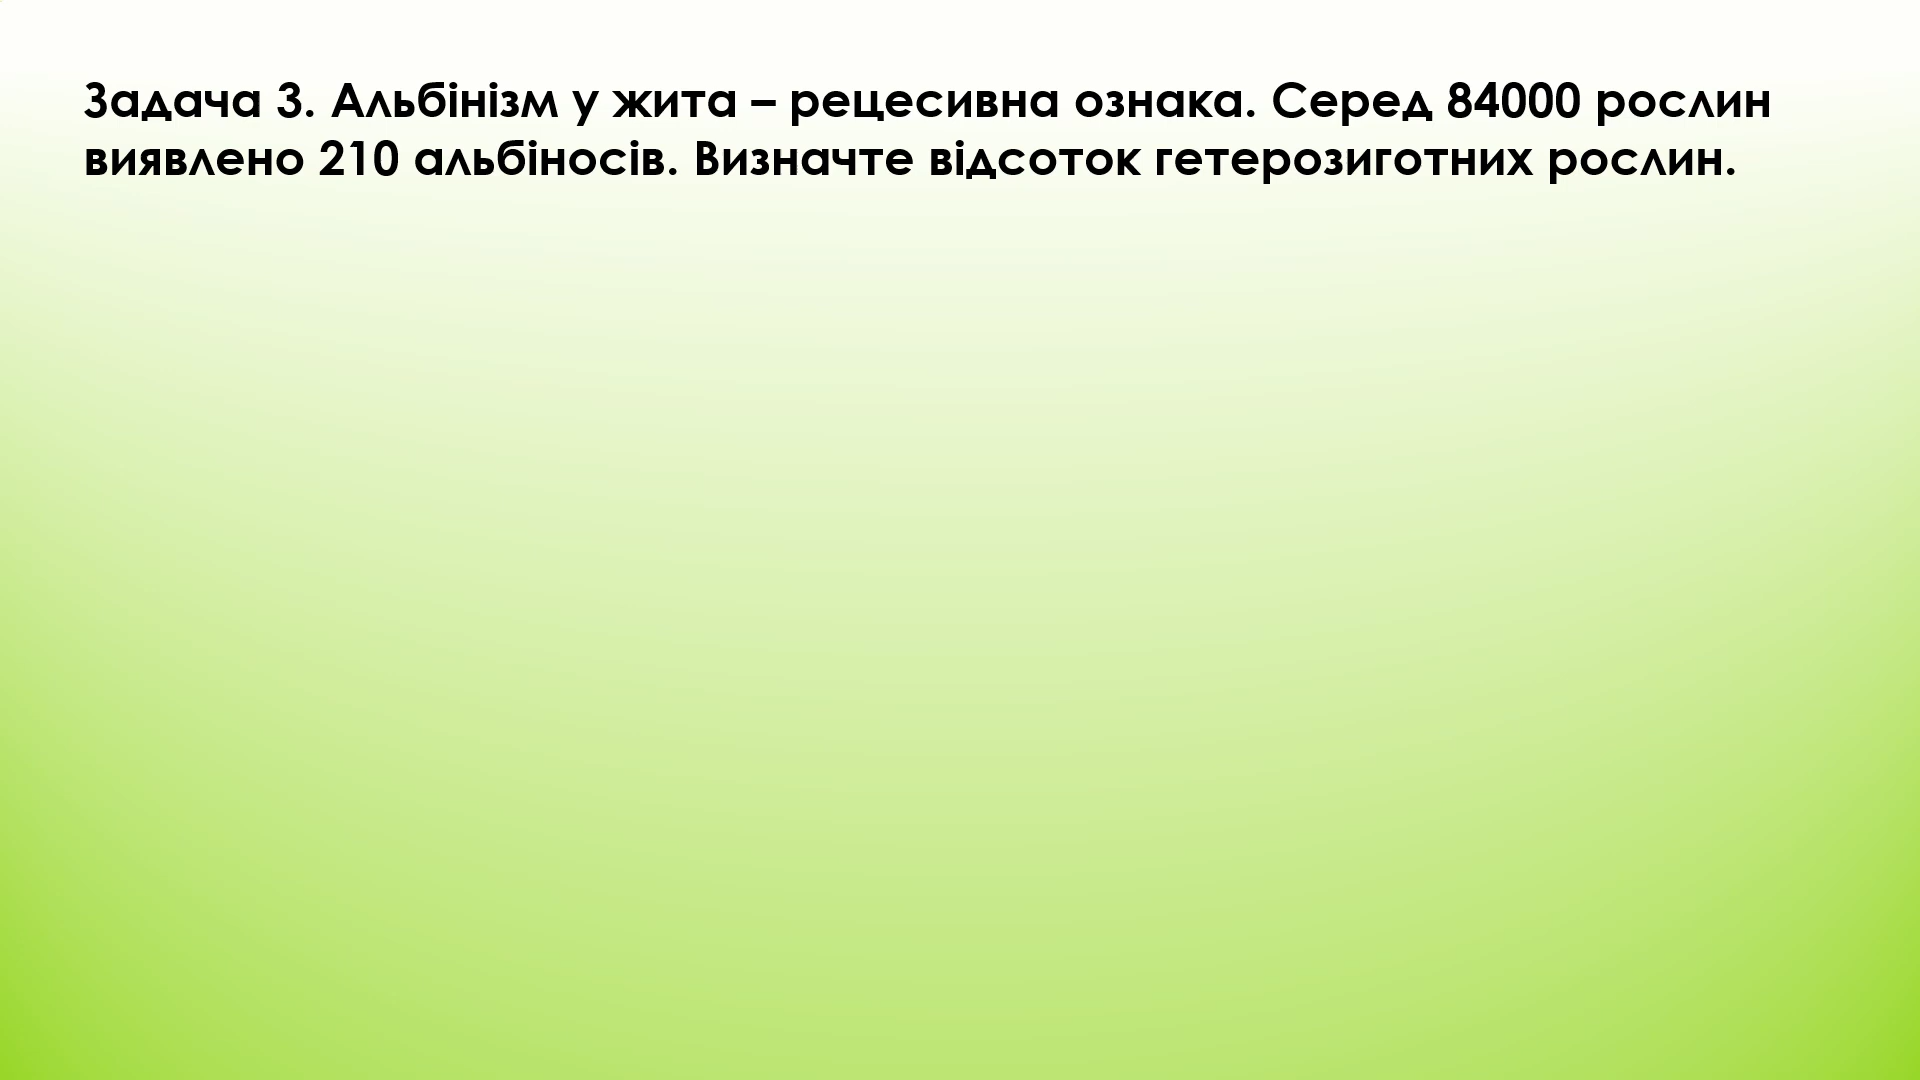 Задача 3. Альбінізм у жита – рецесивна ознака. Серед 84000 рослин
виявлено 210 альбіносів. Визначте відсоток гетерозиготних рослин.